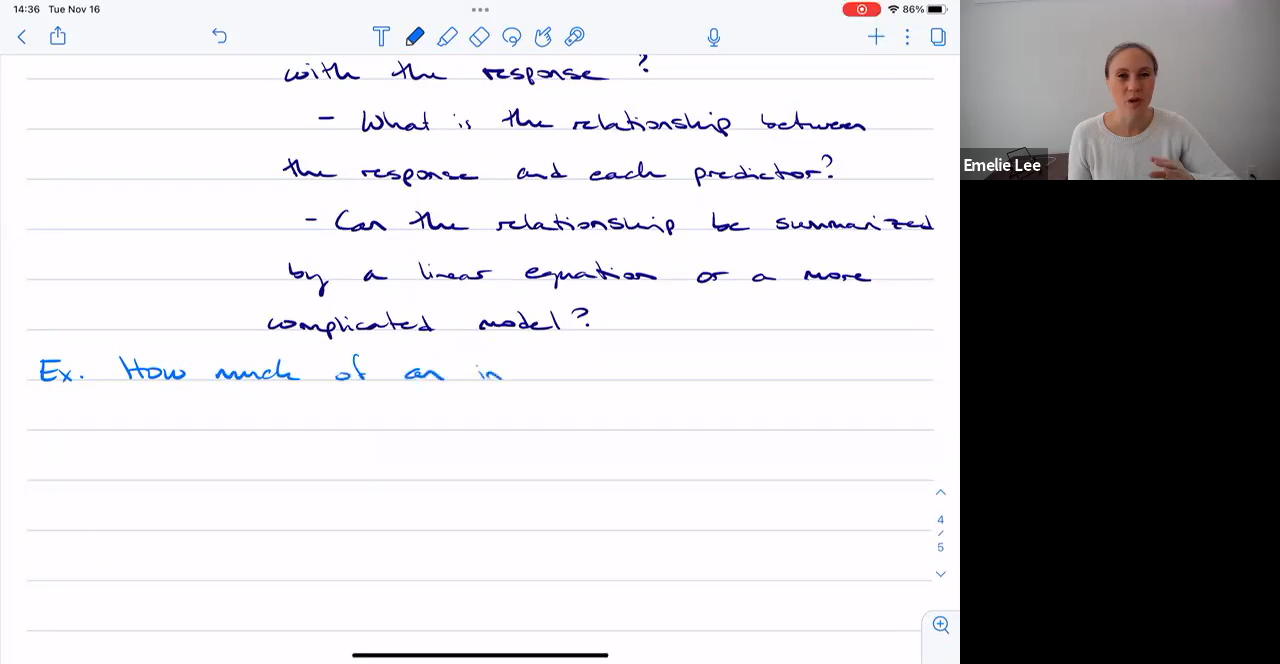 14:36 Tue Nov 16
86%
with the response ?
- What is the relationship between
the response and each predictor?
- Can the relationship be summarized
by a linear equation or a more
complicated model?
Ex. How much of an in
4
/
5
Emelie Lee